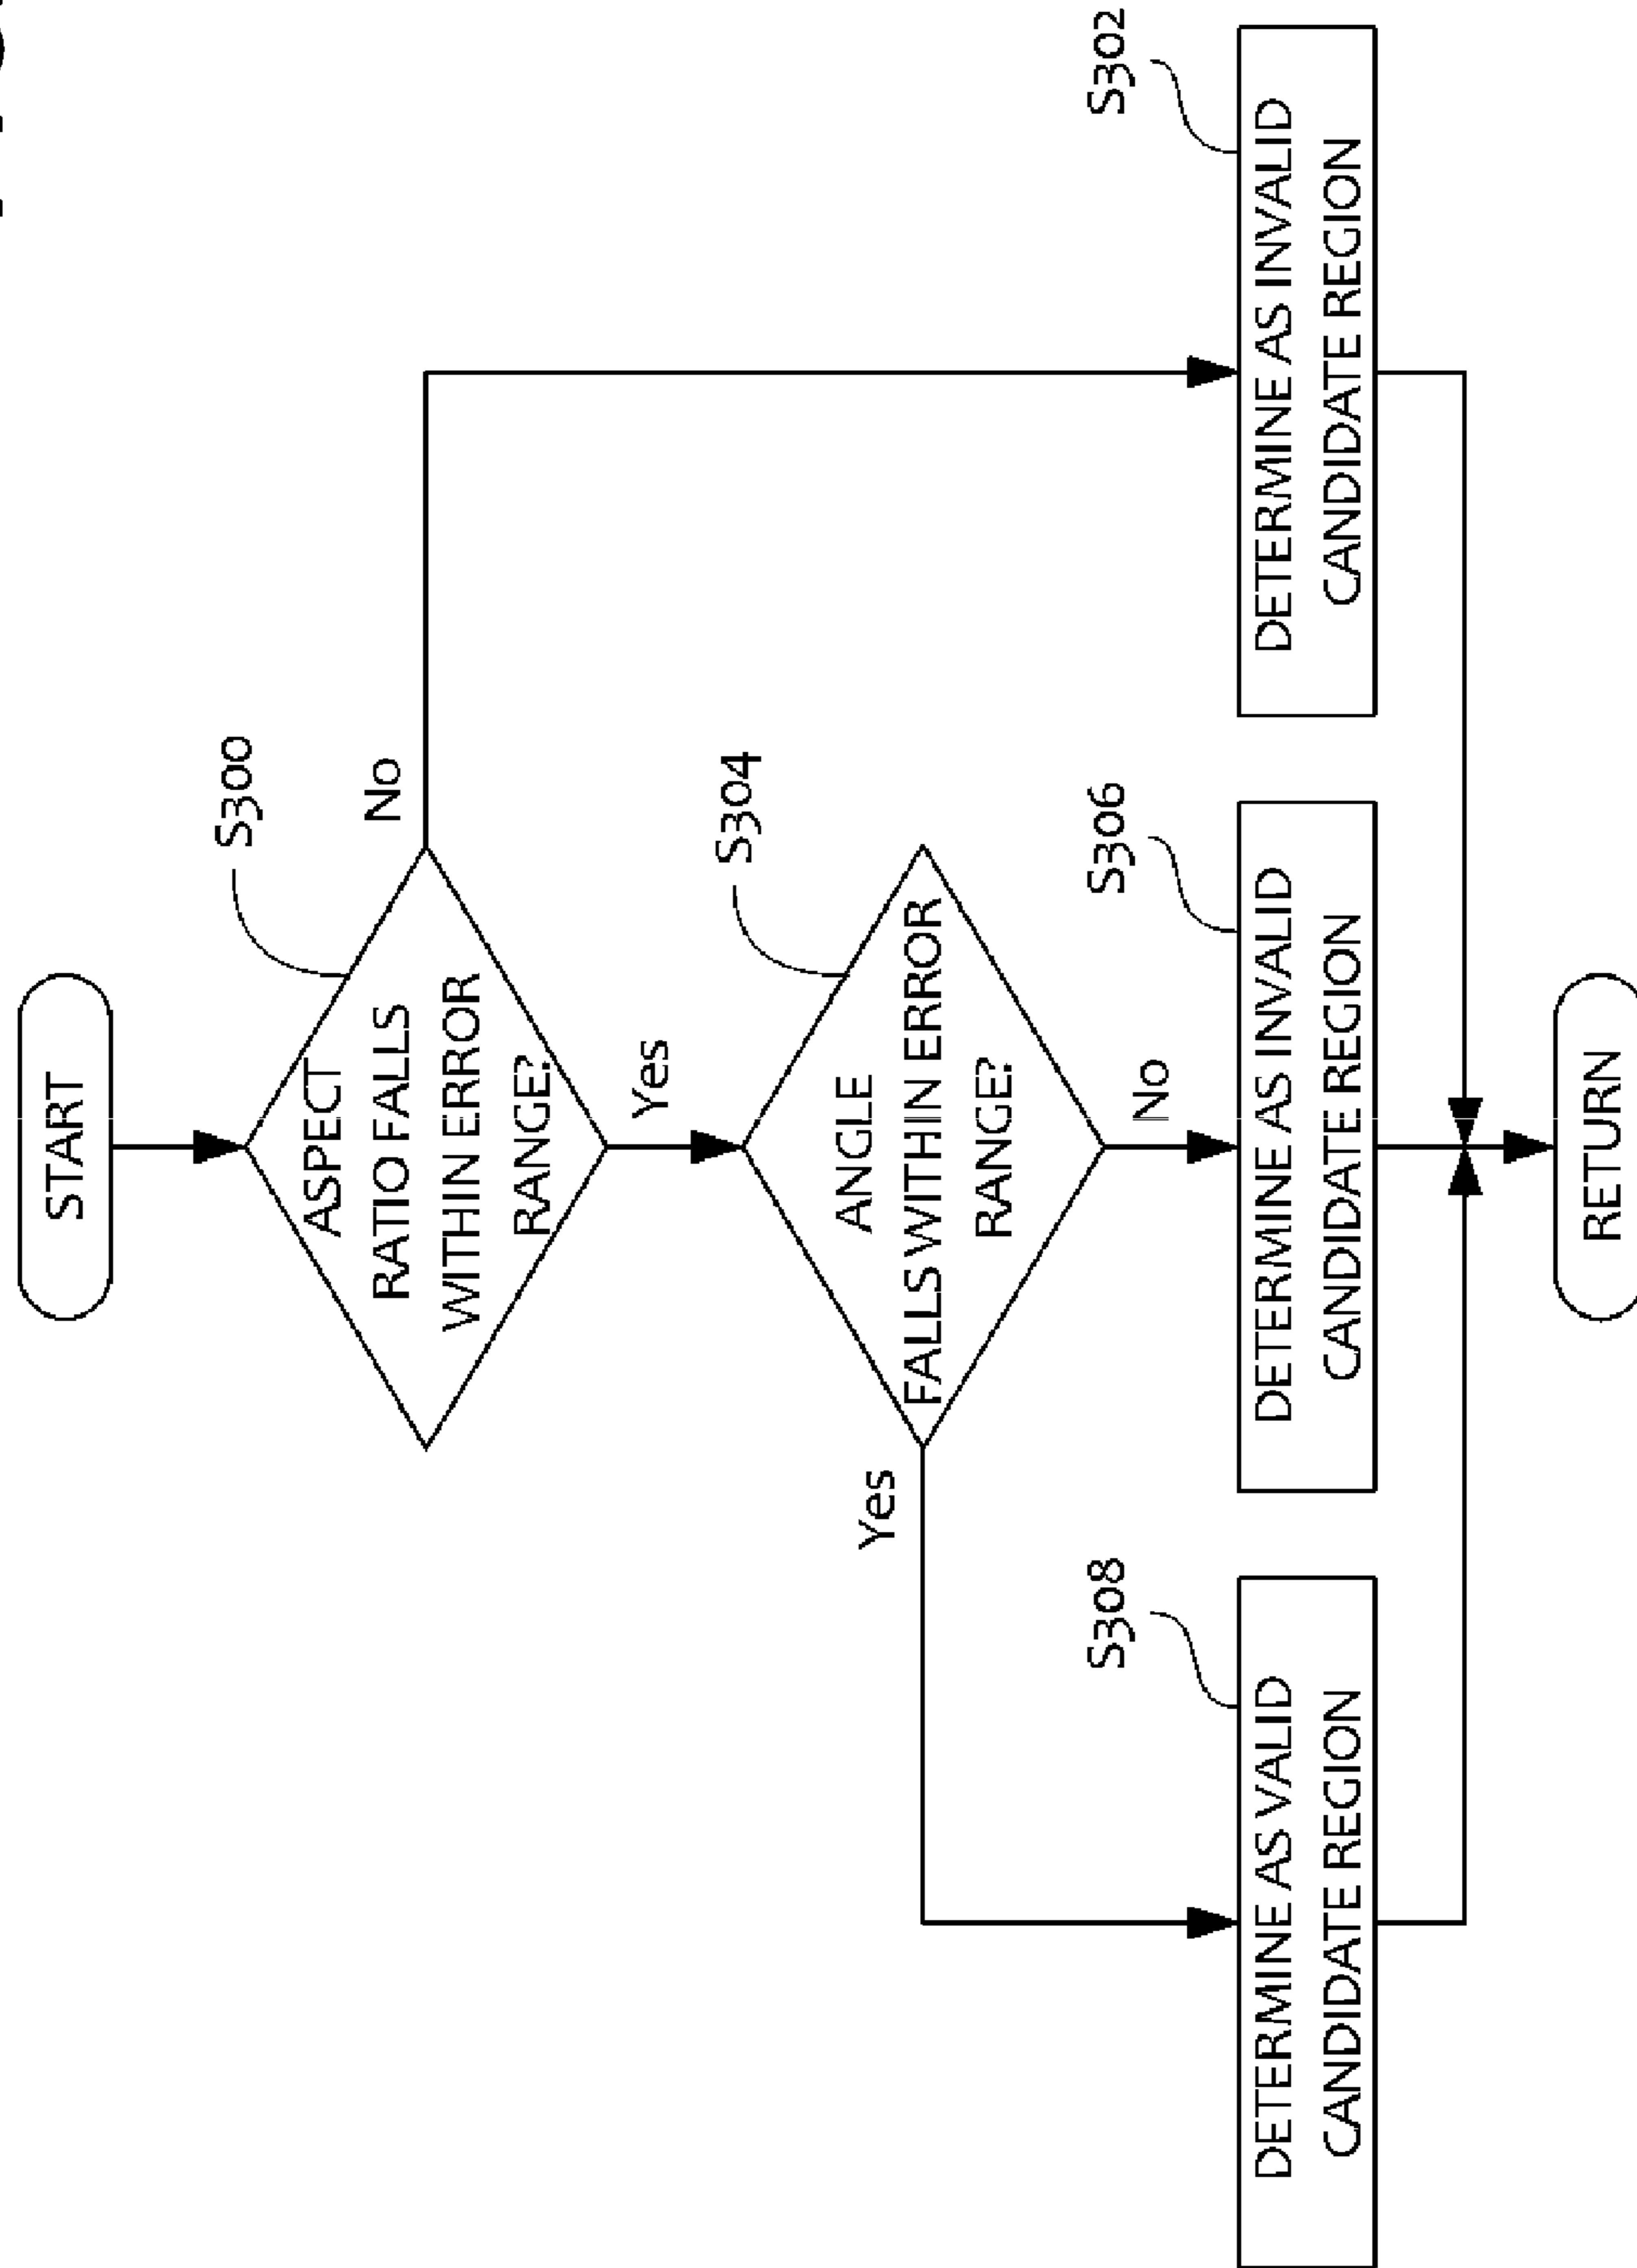 START
S300
ASPECT
RATIO FALLS
WITHIN ERROR
RANGE?
No
Yes
S304
ANGLE
FALLS WITHIN ERROR
RANGE?
Yes
No
S308
DETERMINE AS VALID
CANDIDATE REGION
S306
DETERMINE AS INVALID
CANDIDATE REGION
S302
DETERMINE AS INVALID
CANDIDATE REGION
RETURN